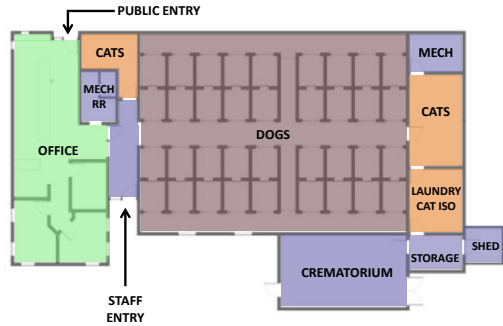 PUBLIC ENTRY
CATS
MECH
MECH
RR
CATS
OFFICE
DOGS
LAUNDRY
CAT ISO
STORAGE
SHED
CREMATORIUM
STAFF
ENTRY